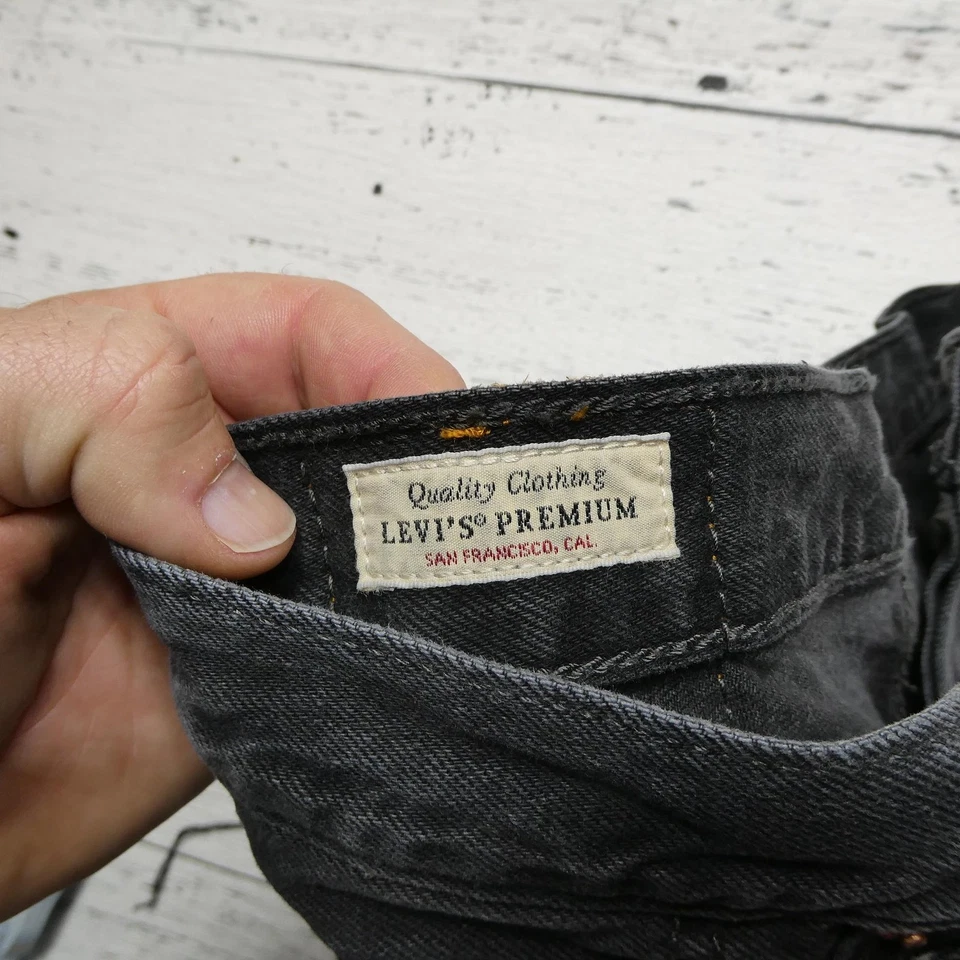 Quality Clothing
LEVI'S® PREMIUM
SAN FRANCISCO, CAL.